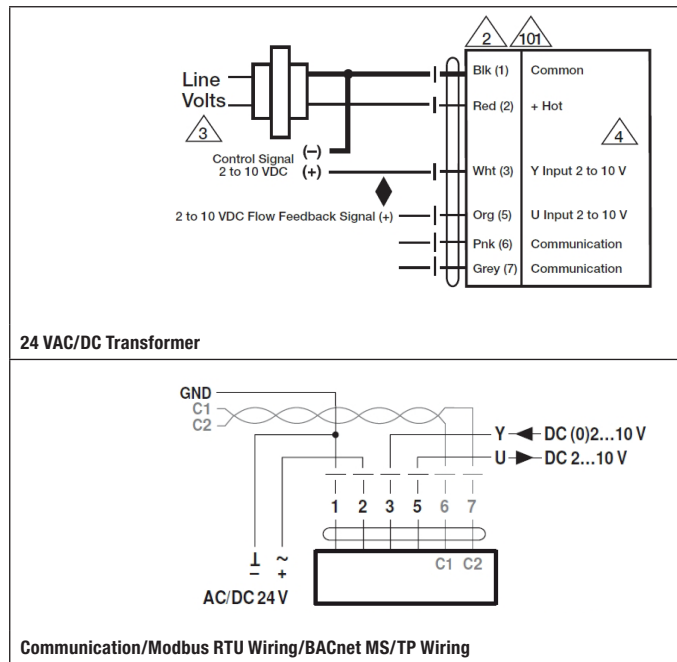 2 101
Blk (1) Common
Line
Volts
Red (2) + Hot
3
4
Control Signal (–)
2 to 10 VDC (+)
Wht (3) Y Input 2 to 10 V
2 to 10 VDC Flow Feedback Signal (+)
Org (5) U Input 2 to 10 V
Pnk (6) Communication
Grey (7) Communication
24 VAC/DC Transformer
GND
C1
C2
Y DC (0)2...10 V
U DC 2...10 V
1 2 3 5 6 7
⊥ ~
– +
C1 C2
AC/DC 24 V
Communication/Modbus RTU Wiring/BACnet MS/TP Wiring